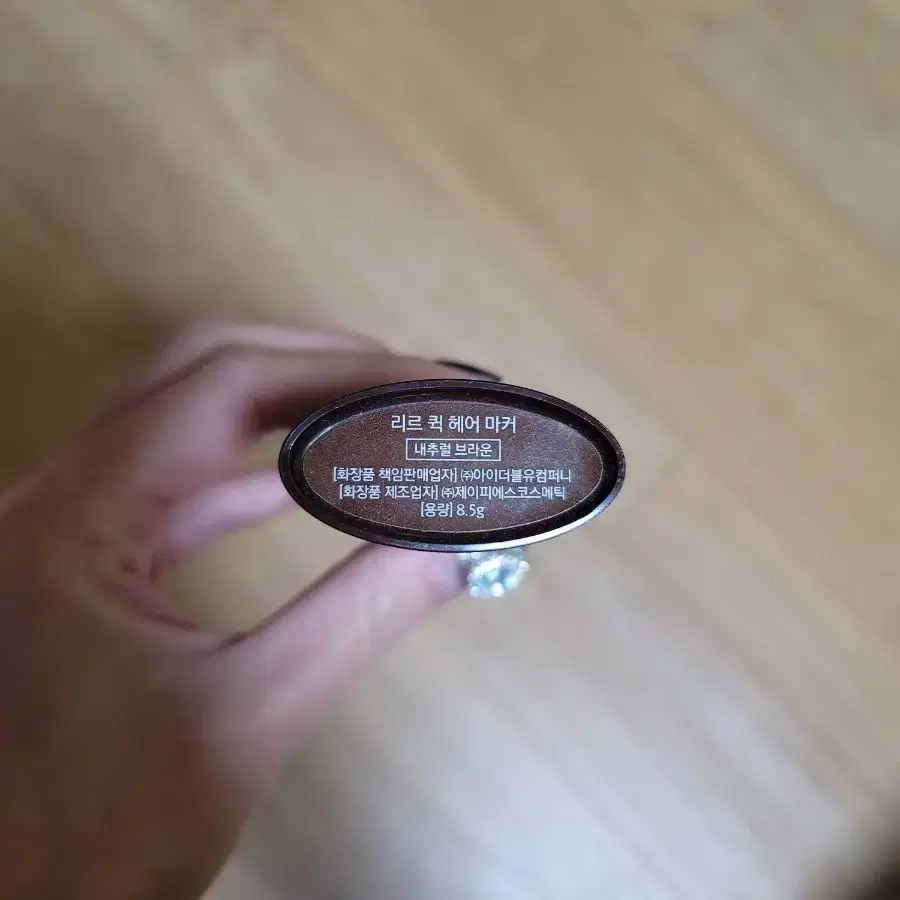 리르 퀵 헤어 마커
내추럴 브라운
[화장품 책임판매업자] ㈜아이더블유컴퍼니
[화장품 제조업자] ㈜제이피에스코스메틱
[용량] 8.5g